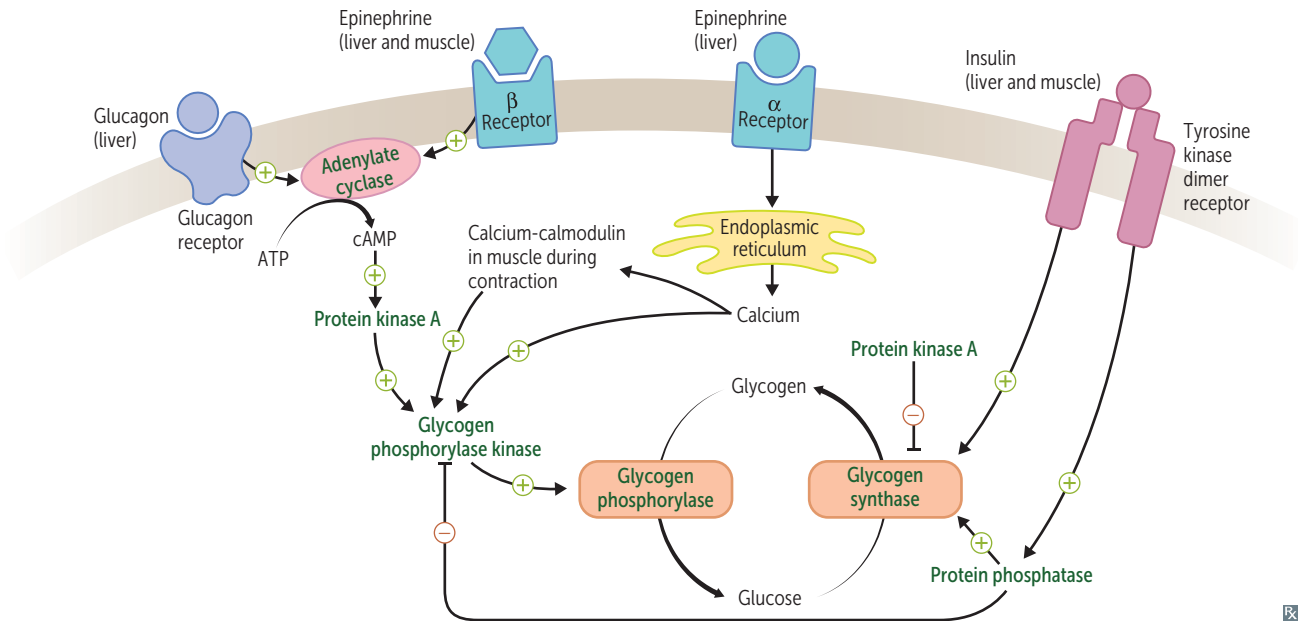 Epinephrine
(liver and muscle)
β
Receptor
Epinephrine
(liver)
α
Receptor
Insulin
(liver and muscle)
Tyrosine
kinase
dimer
receptor
Glucagon
(liver)
Glucagon
receptor
+
+
Adenylate
cyclase
ATP
cAMP
+
Protein kinase A
+
Calcium-calmodulin
in muscle during
contraction
+
Endoplasmic
reticulum
Calcium
+
Glycogen
phosphorylase kinase
+
−
Glycogen
phosphorylase
Glycogen
Glucose
Protein kinase A
−
Glycogen
synthase
+
+
+
Protein phosphatase
Rx